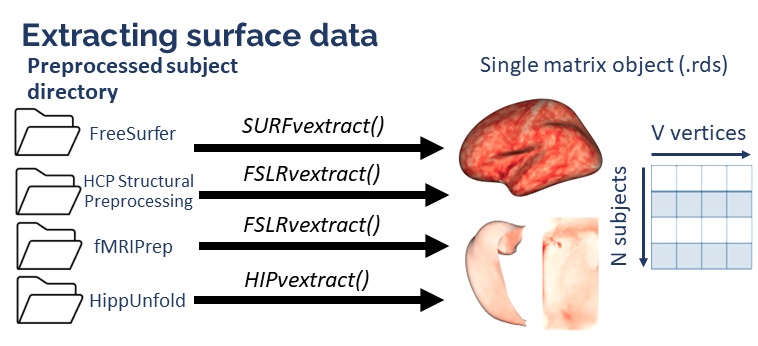 Extracting surface data
Preprocessed subject
directory
Single matrix object (.rds)
FreeSurfer
SURFvextract()
HCP Structural
Preprocessing
FSLRvextract()
fMRIPrep
FSLRvextract()
HippUnfold
HIPvextract()
V vertices
N subjects